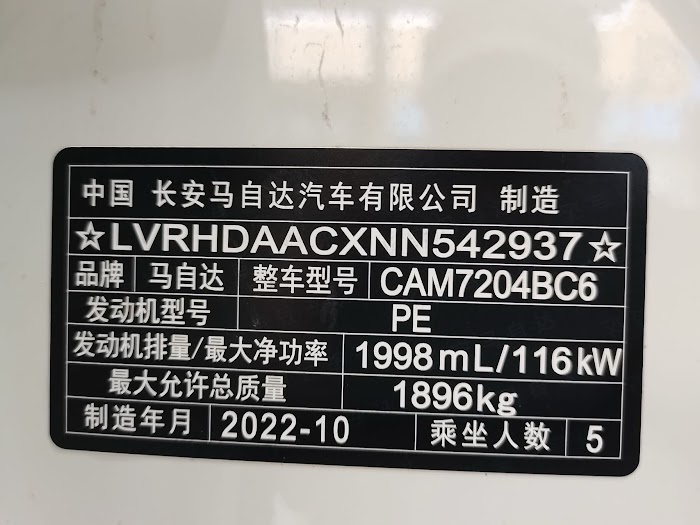 中国 长安马自达汽车有限公司 制造
☆LVRHDAACXNN542937☆
品牌 马自达 整车型号 CAM7204BC6
发动机型号 PE
发动机排量/最大净功率 1998mL/116kW
最大允许总质量 1896kg
制造年月 2022-10 乘坐人数 5